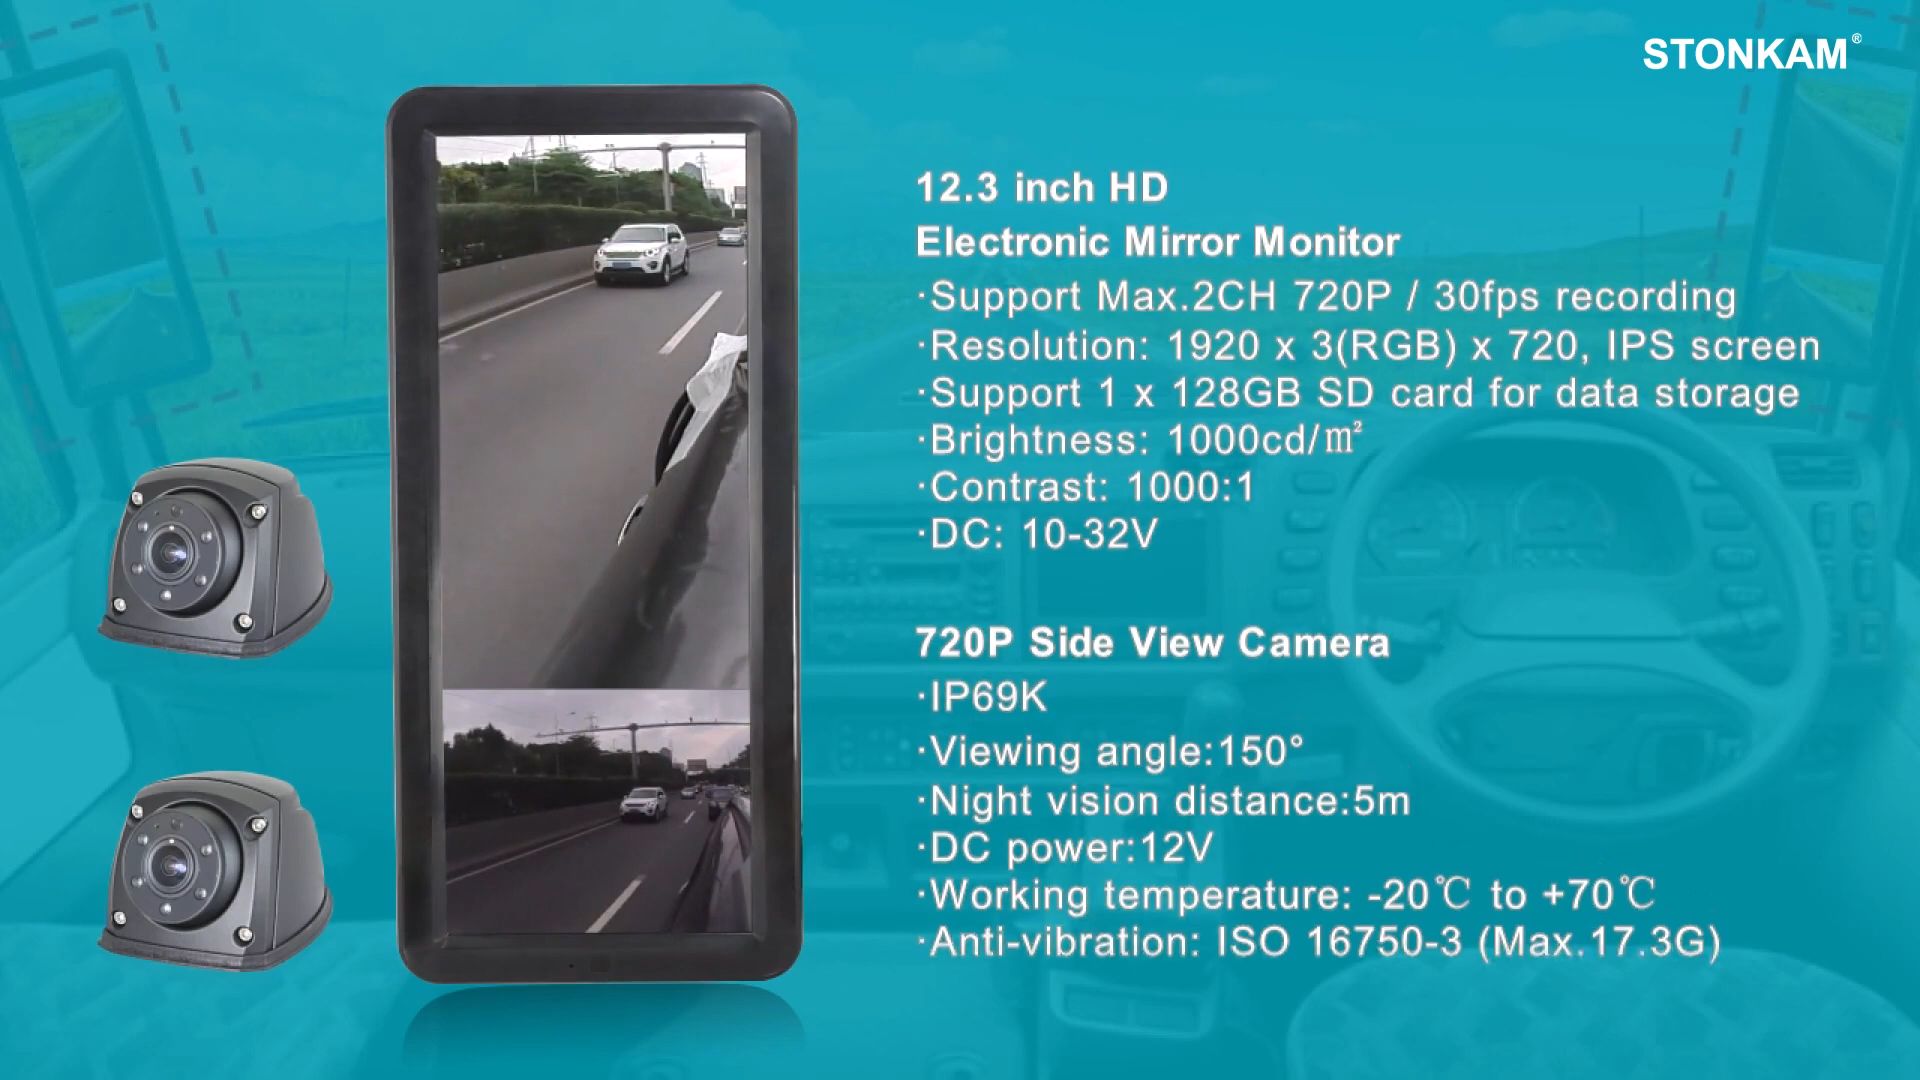 STONKAM®
12.3 inch HD
Electronic Mirror Monitor
·Support Max.2CH 720P / 30fps recording
·Resolution: 1920 x 3(RGB) x 720, IPS screen
·Support 1 x 128GB SD card for data storage
·Brightness: 1000cd/㎡
·Contrast: 1000:1
·DC: 10-32V
720P Side View Camera
·IP69K
·Viewing angle:150°
·Night vision distance:5m
·DC power:12V
·Working temperature: -20℃ to +70℃
·Anti-vibration: ISO 16750-3 (Max.17.3G)